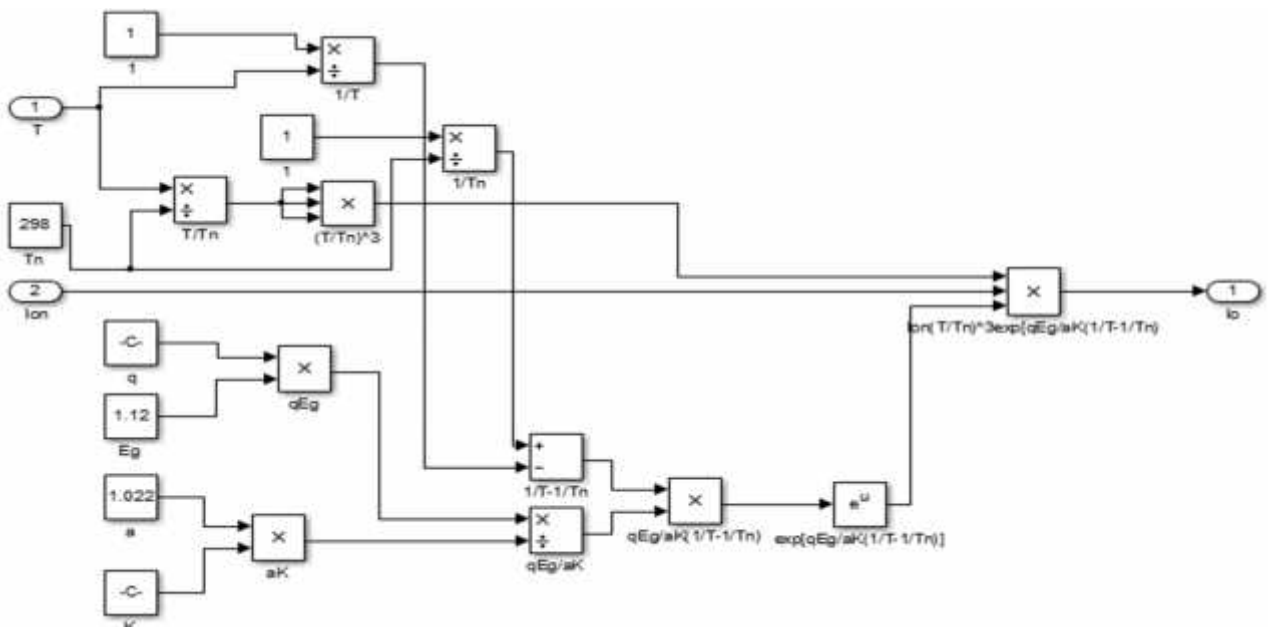 1
1
×
÷
1/T
1
T
1
1
×
÷
1/Tn
×
÷
T/Tn
×
(T/Tn)^3
298
Tn
2
Ion
×
Ion(T/Tn)^3exp[qEg/aK(1/T-1/Tn)
1
Io
-C-
q
×
qEg
1.12
Eg
+
−
1/T-1/Tn
1.022
a
×
aK
×
÷
qEg/aK
×
qEg/aK(1/T-1/Tn)
e^u
exp[qEg/aK(1/T-1/Tn)]
-C-
K